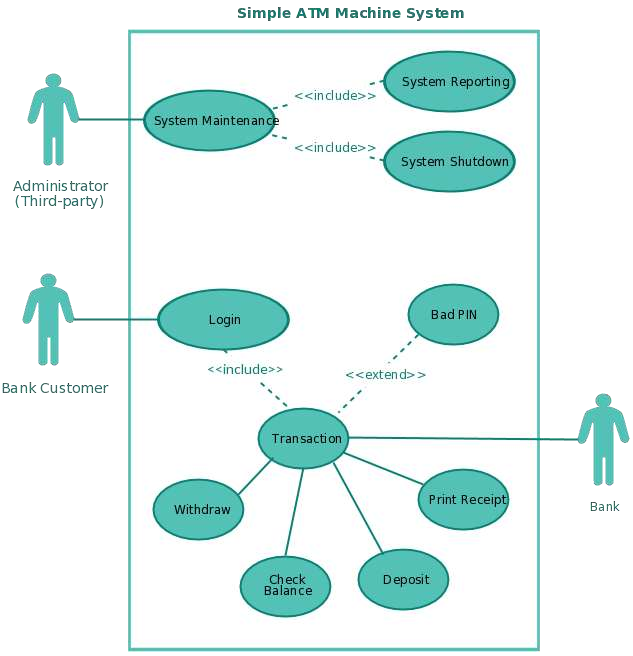 Simple ATM Machine System
System Reporting
<<include>>
System Maintenance
<<include>>
System Shutdown
Administrator
(Third-party)
Login
Bad PIN
<<include>>
<<extend>>
Bank Customer
Transaction
Print Receipt
Bank
Withdraw
Check
Balance
Deposit